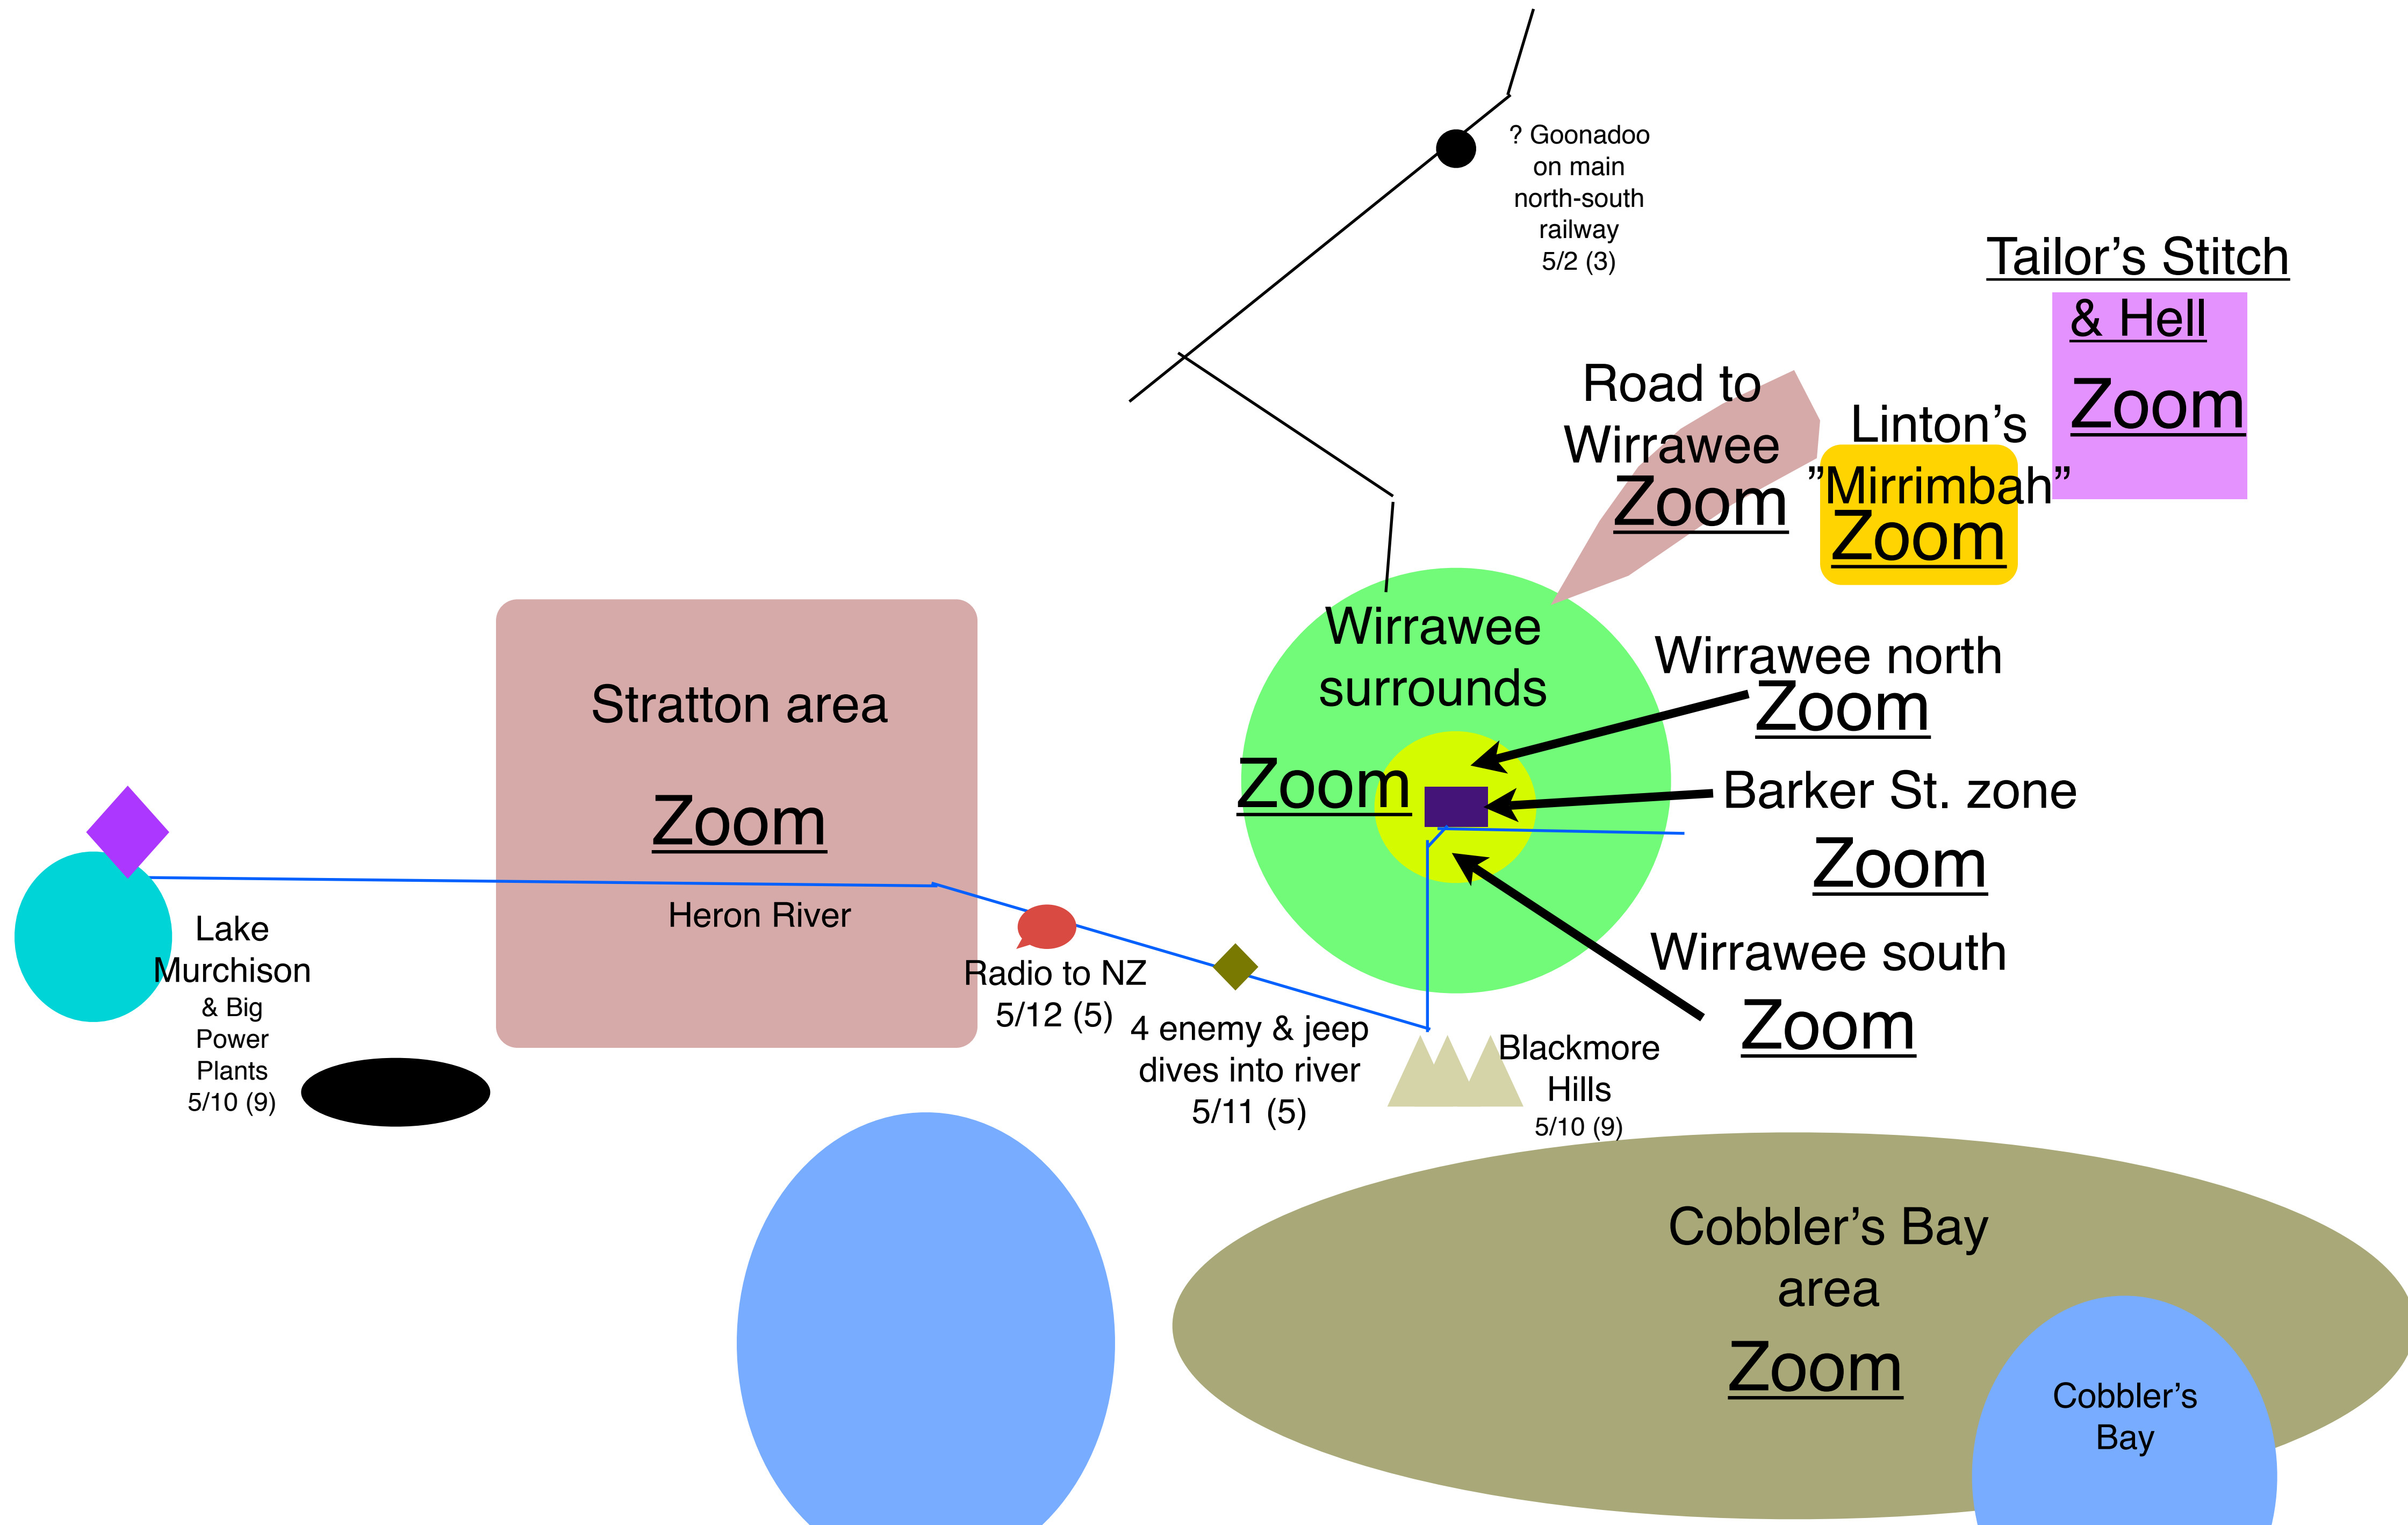 ? Goonadoo
on main
north-south
railway
5/2 (3)
Tailor’s Stitch
& Hell
Zoom
Road to
Wirrawee
Zoom
Linton’s
”Mirrimbah”
Zoom
Wirrawee
surrounds
Zoom
Wirrawee north
Zoom
Barker St. zone
Zoom
Wirrawee south
Zoom
Stratton area
Zoom
Heron River
Lake
Murchison
& Big
Power
Plants
5/10 (9)
Radio to NZ
5/12 (5)
4 enemy & jeep
dives into river
5/11 (5)
Blackmore
Hills
5/10 (9)
Cobbler’s Bay
area
Zoom
Cobbler’s
Bay